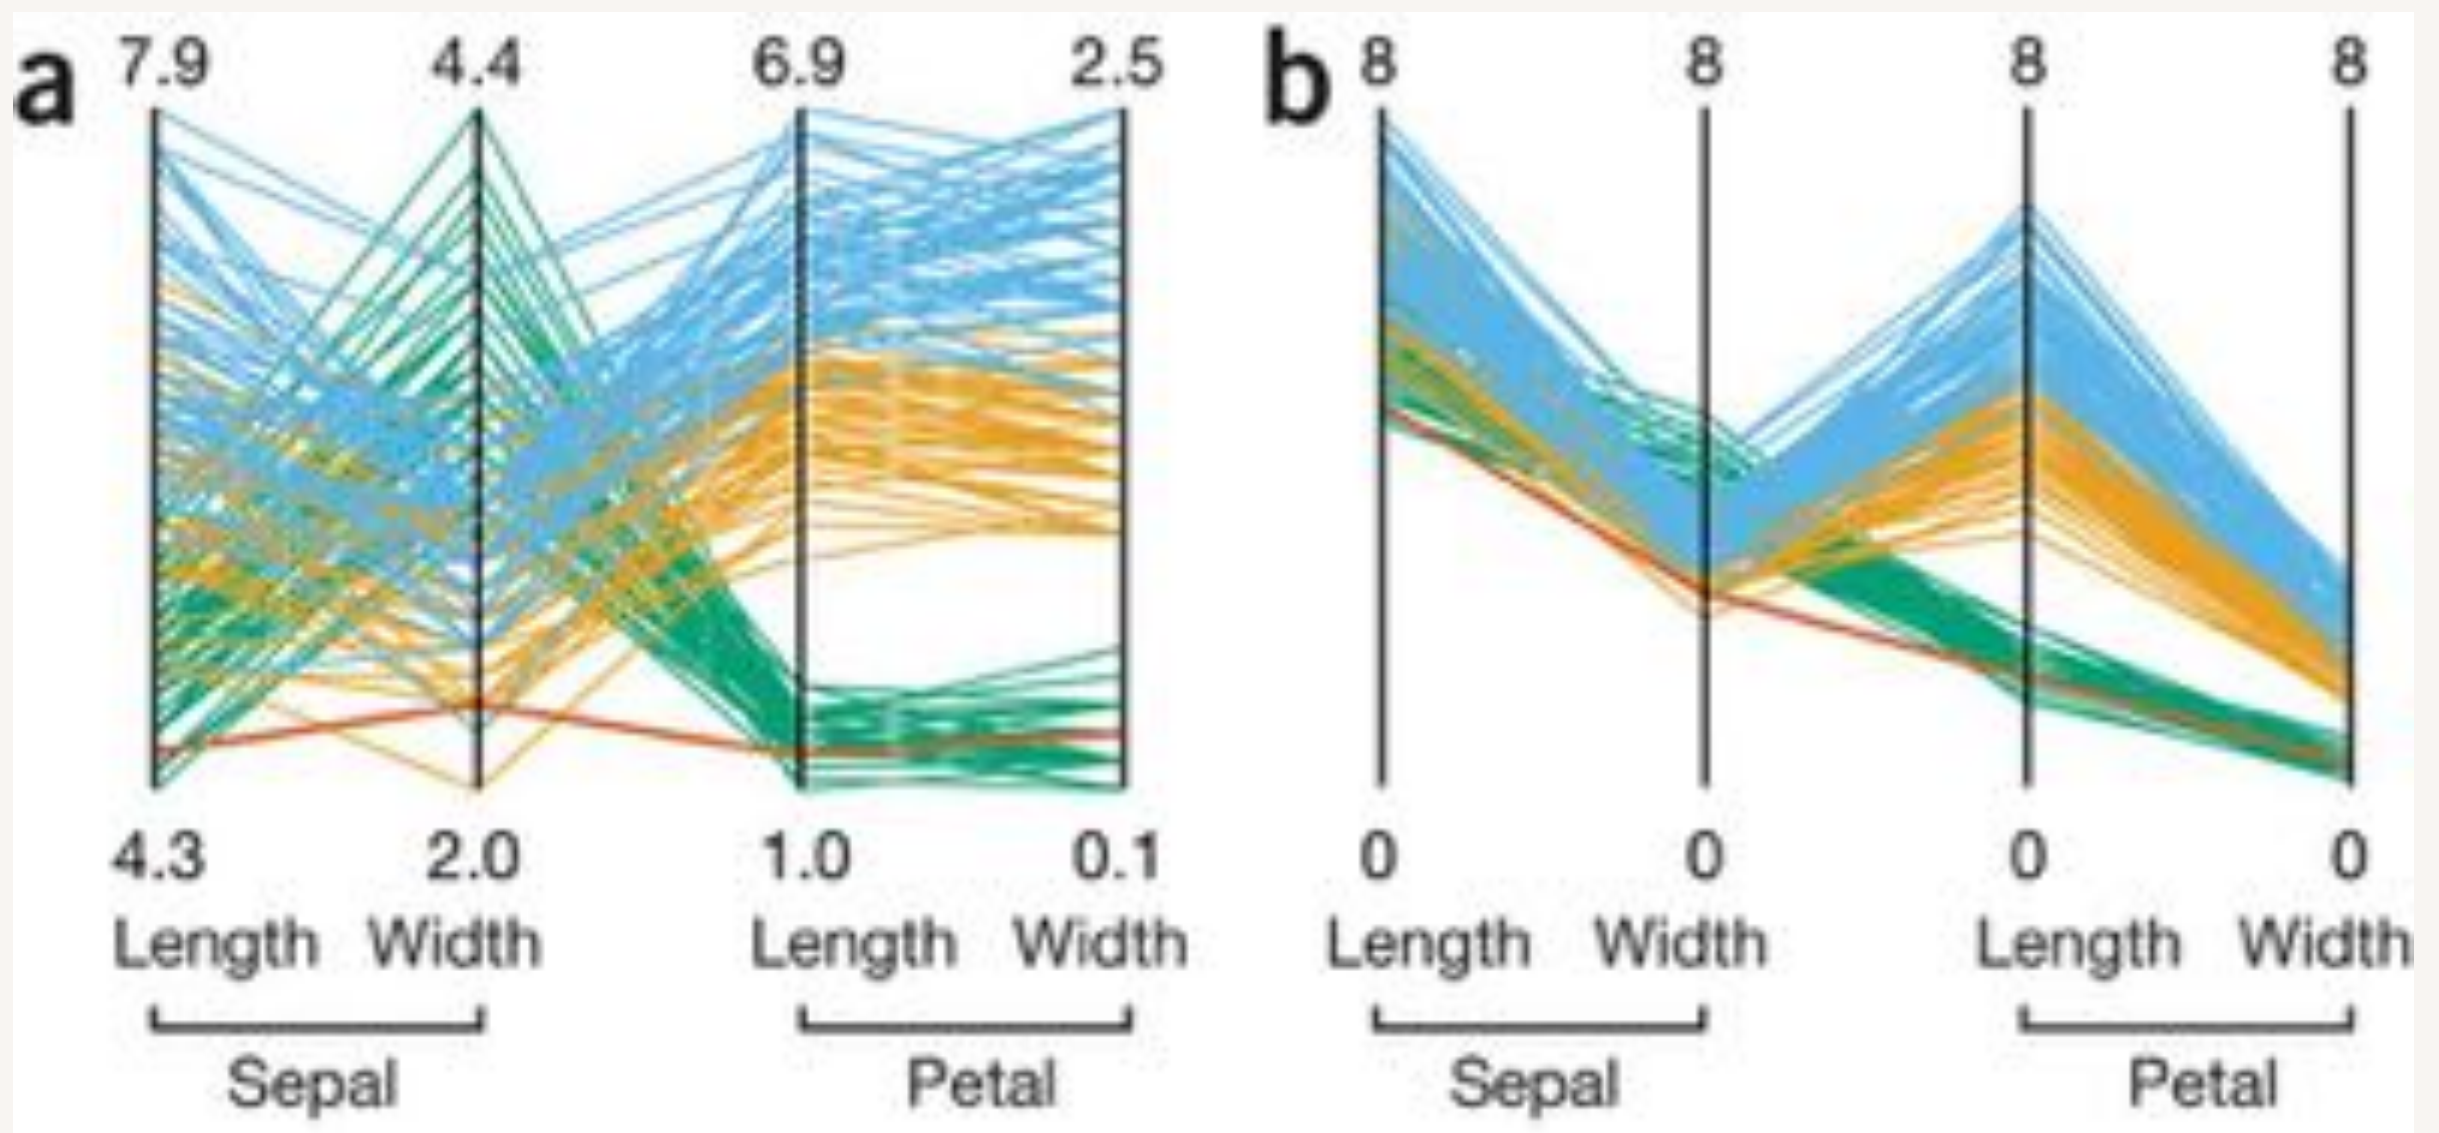 a
7.9 4.4 6.9 2.5
4.3 2.0 1.0 0.1
Length Width Length Width
Sepal Petal
b
8 8 8 8
0 0 0 0
Length Width Length Width
Sepal Petal